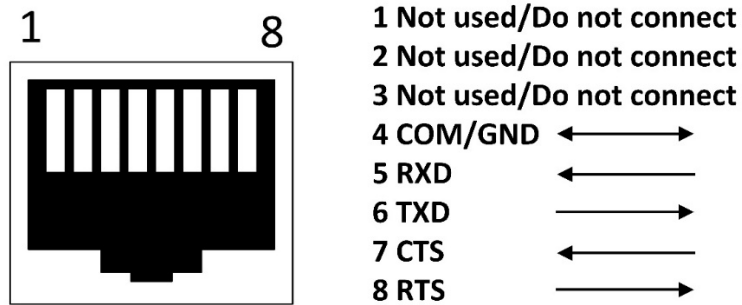 1 8
1 Not used/Do not connect
2 Not used/Do not connect
3 Not used/Do not connect
4 COM/GND
5 RXD
6 TXD
7 CTS
8 RTS